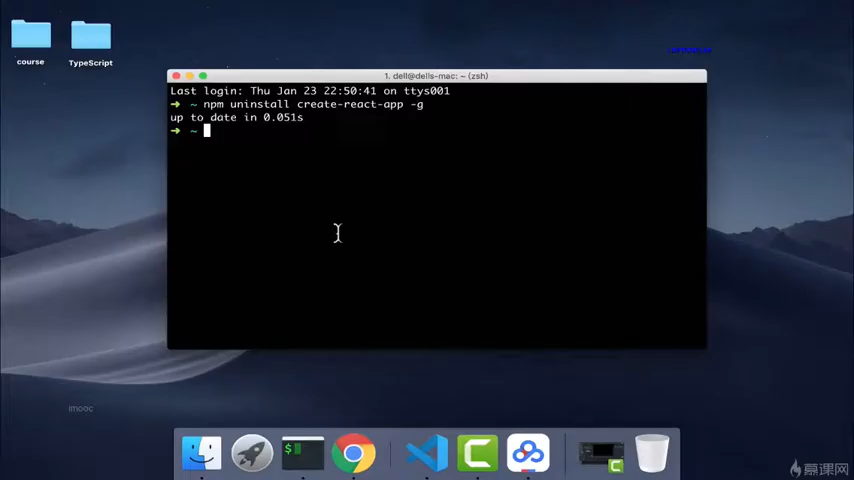 course
TypeScript
1. dell@dells-mac: ~ (zsh)
Last login: Thu Jan 23 22:50:41 on ttys001
➜ ~ npm uninstall create-react-app -g
up to date in 0.051s
➜ ~
imooc
$
慕课网